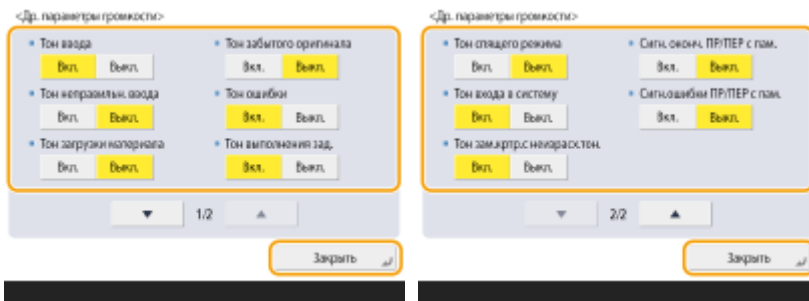 <Др. параметры громкости>
Тон ввода
Вкл. Выкл.
Тон забытого оригинала
Вкл. Выкл.
Тон неправильн. ввода
Вкл. Выкл.
Тон ошибки
Вкл. Выкл.
Тон загрузки материала
Вкл. Выкл.
Тон выполнения зад.
Вкл. Выкл.
1/2
Закрыть
<Др. параметры громкости>
Тон спящего режима
Вкл. Выкл.
Сигн. оконч. ПР/ПЕР с пам.
Вкл. Выкл.
Тон входа в систему
Вкл. Выкл.
Сигн.ошибки ПР/ПЕР с пам.
Вкл. Выкл.
Тон зам.кртр.с неизрасх.тон.
Вкл. Выкл.
2/2
Закрыть